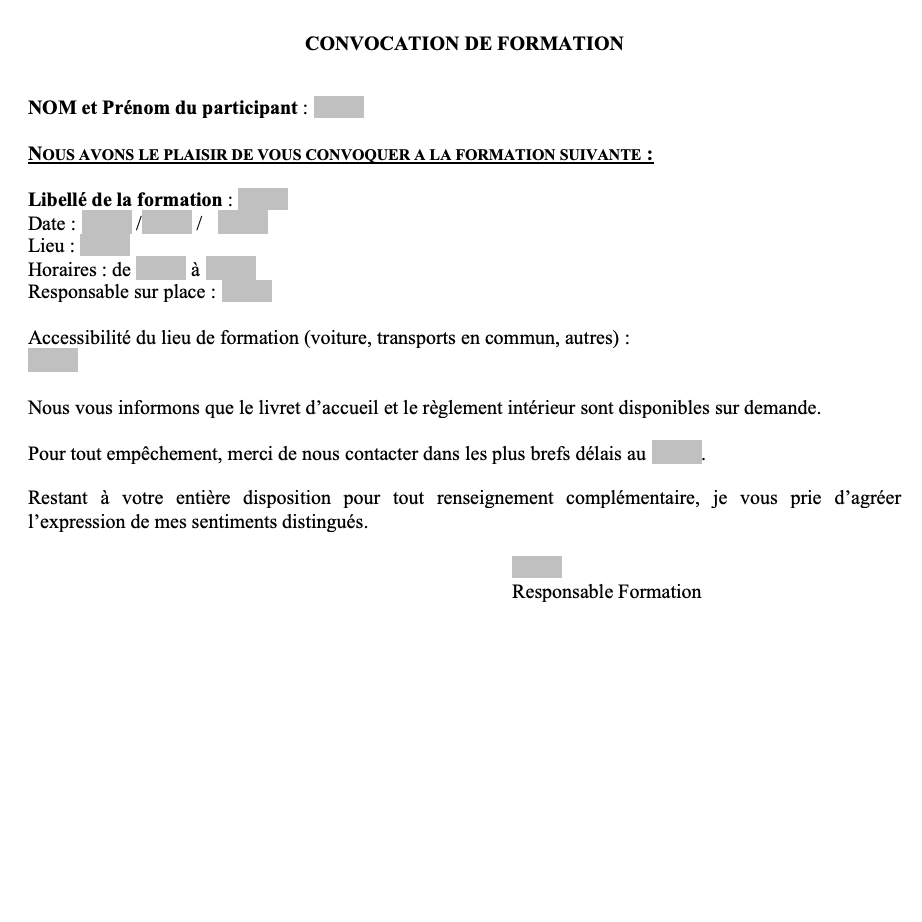 CONVOCATION DE FORMATION
NOM et Prénom du participant :
NOUS AVONS LE PLAISIR DE VOUS CONVOQUER A LA FORMATION SUIVANTE :
Libellé de la formation :
Date : / /
Lieu :
Horaires : de à
Responsable sur place :
Accessibilité du lieu de formation (voiture, transports en commun, autres) :
Nous vous informons que le livret d’accueil et le règlement intérieur sont disponibles sur demande.
Pour tout empêchement, merci de nous contacter dans les plus brefs délais au .
Restant à votre entière disposition pour tout renseignement complémentaire, je vous prie d’agréer
l’expression de mes sentiments distingués.
Responsable Formation